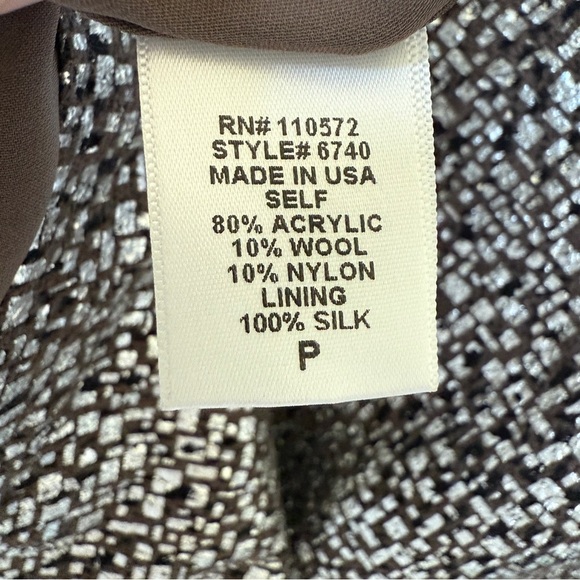 RN# 110572
STYLE# 6740
MADE IN USA
SELF
80% ACRYLIC
10% WOOL
10% NYLON
LINING
100% SILK
P